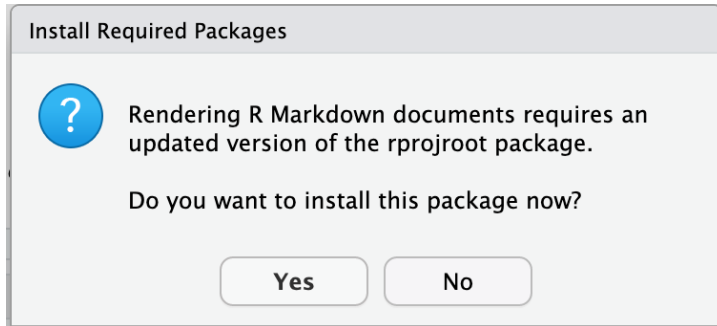 Install Required Packages
?
Rendering R Markdown documents requires an
updated version of the rprojroot package.
Do you want to install this package now?
Yes
No